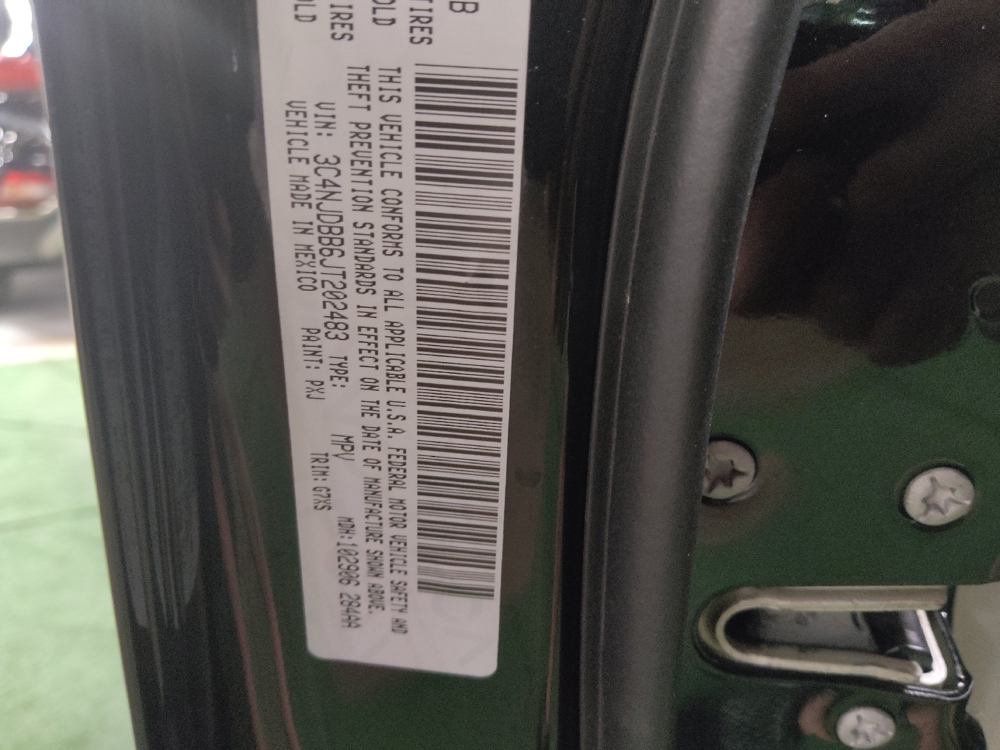 B
TIRES
OLD
TIRES
OLD
THIS VEHICLE CONFORMS TO ALL APPLICABLE U.S.A. FEDERAL MOTOR VEHICLE SAFETY AND
THEFT PREVENTION STANDARDS IN EFFECT ON THE DATE OF MANUFACTURE SHOWN ABOVE.
VIN: 3C4NJDBB6JT202483 TYPE: MPV MDH:102906 284AA
VEHICLE MADE IN MEXICO PAINT: PXJ TRIM: G7XS